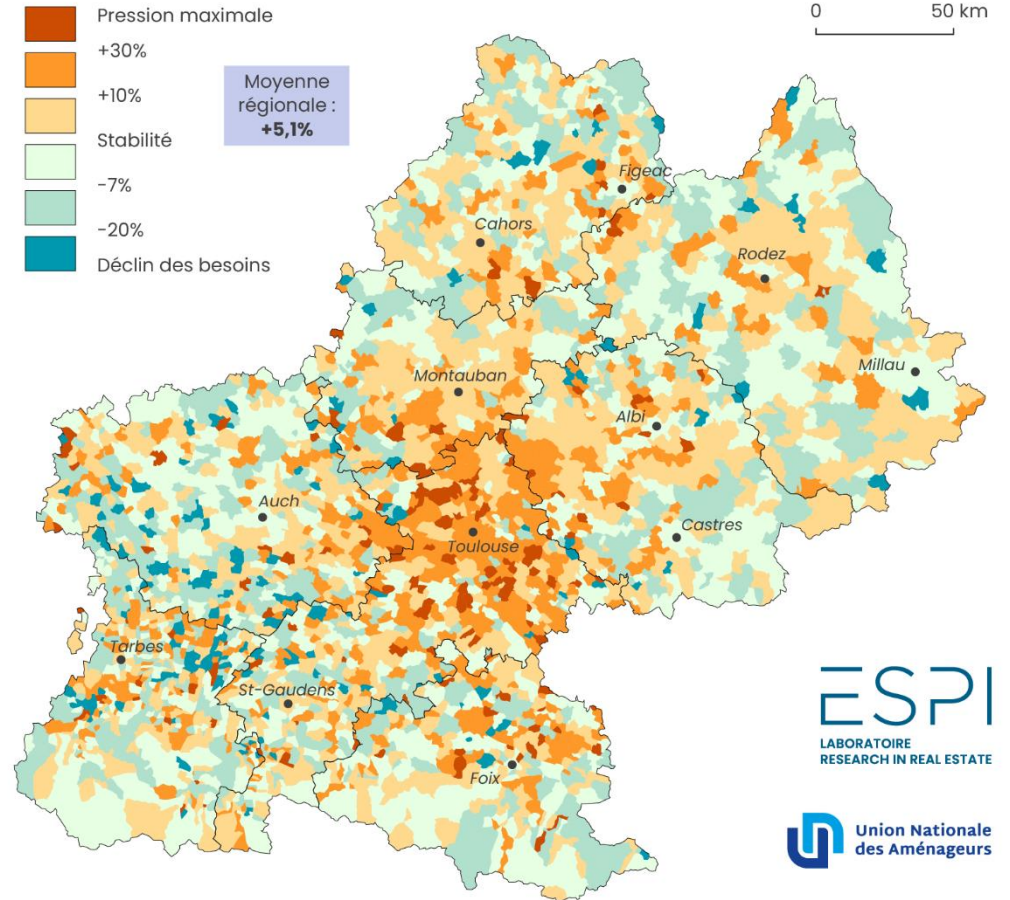 Pression maximale
+30%
+10%
Stabilité
-7%
-20%
Déclin des besoins
Moyenne
régionale :
+5,1%
0 50 km
Figeac
Cahors
Rodez
Millau
Montauban
Albi
Auch
Castres
Toulouse
Tarbes
St-Gaudens
Foix
ESPI
LABORATOIRE
RESEARCH IN REAL ESTATE
Union Nationale
des Aménageurs